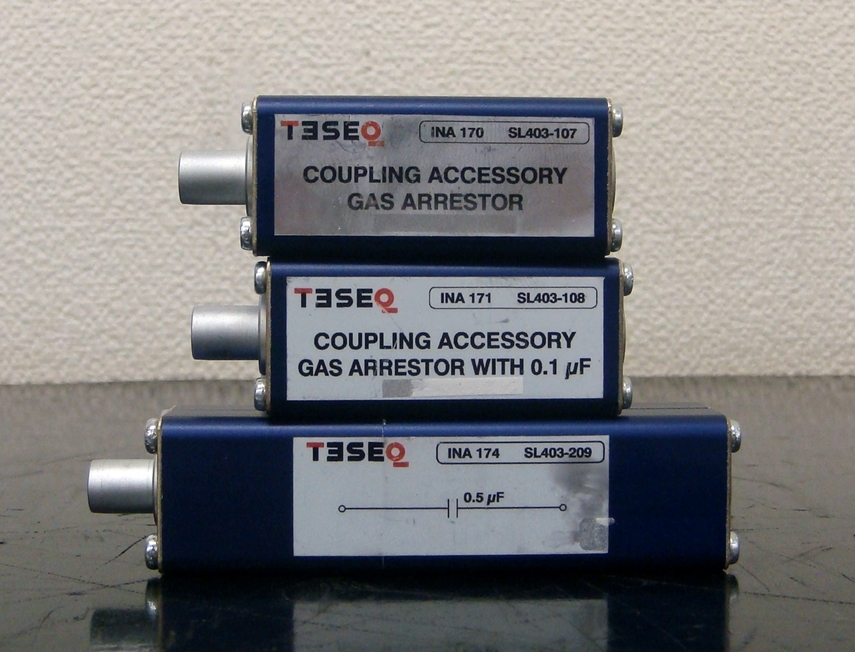 TESEQ INA 170 SL403-107
COUPLING ACCESSORY
GAS ARRESTOR
TESEQ INA 171 SL403-108
COUPLING ACCESSORY
GAS ARRESTOR WITH 0.1 µF
TESEQ INA 174 SL403-209
0.5 µF